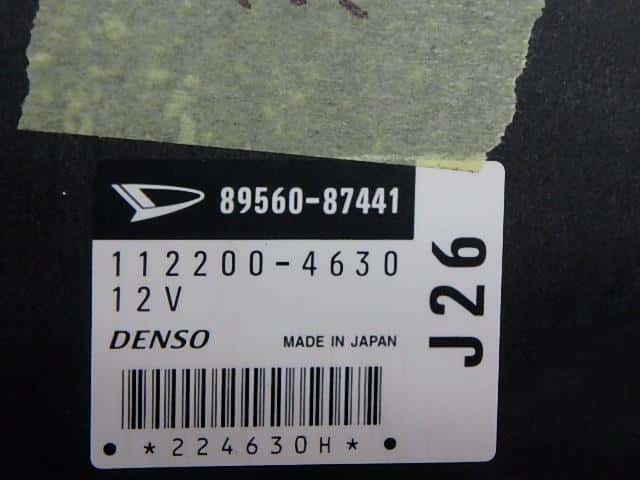 89560-87441
112200-4630
12V
DENSO MADE IN JAPAN
*224630H*
J26